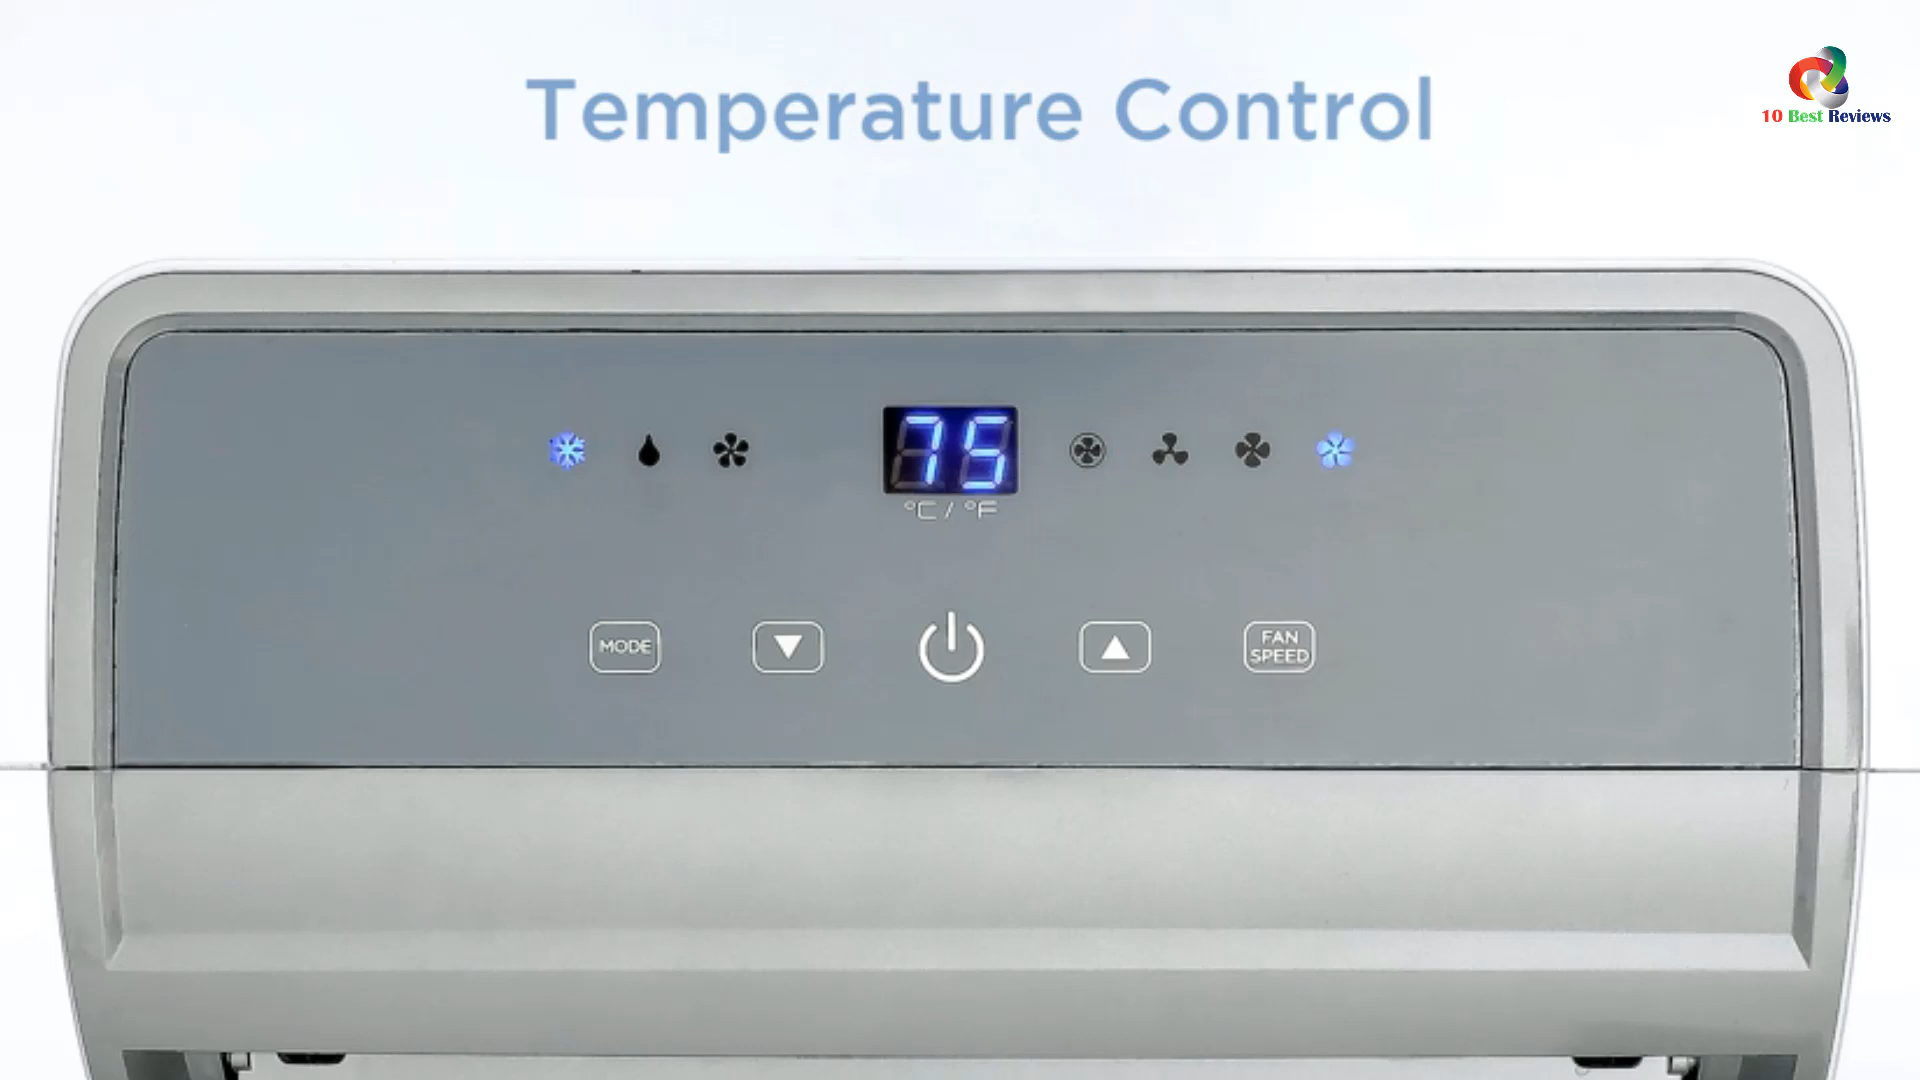 Temperature Control
10 Best Reviews
75
°C / °F
MODE
FAN
SPEED